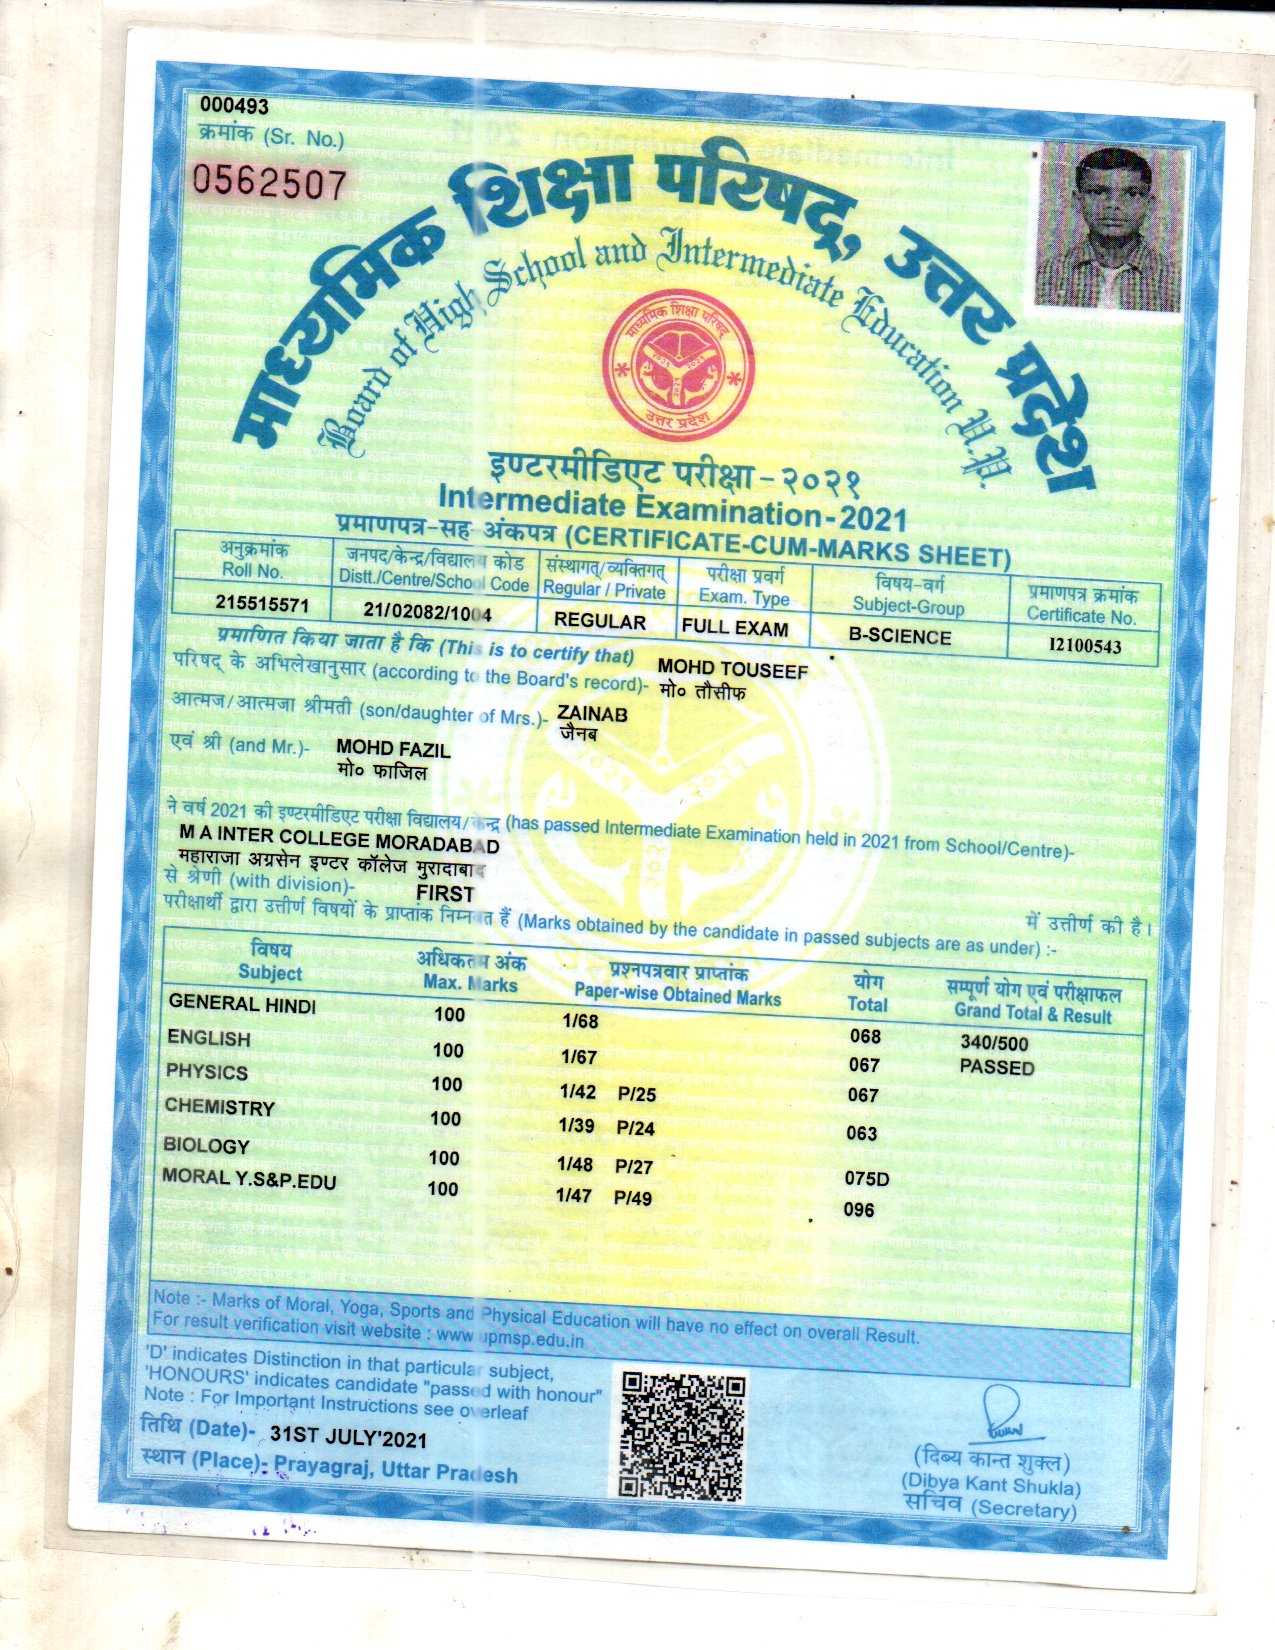 000493
क्रमांक (Sr. No.)
0562507
माध्यमिक शिक्षा परिषद्, उत्तर प्रदेश
Board of High School and Intermediate Education U.P.
माध्यमिक शिक्षा परिषद्
२०२१ २०२१
२०२१
उत्तर प्रदेश
इण्टरमीडिएट परीक्षा-२०२१
Intermediate Examination-2021
प्रमाणपत्र-सह अंकपत्र (CERTIFICATE-CUM-MARKS SHEET)
अनुक्रमांक जनपद/केन्द्र/विद्यालय कोड संस्थागत्/व्यक्तिगत् परीक्षा प्रवर्ग विषय-वर्ग प्रमाणपत्र क्रमांक
Roll No. Distt./Centre/School Code Regular / Private Exam. Type Subject-Group Certificate No.
215515571 21/02082/1004 REGULAR FULL EXAM B-SCIENCE I2100543
प्रमाणित किया जाता है कि (This is to certify that) MOHD TOUSEEF
परिषद् के अभिलेखानुसार (according to the Board's record)- मो० तौसीफ
आत्मज/आत्मजा श्रीमती (son/daughter of Mrs.)- ZAINAB
जैनब
एवं श्री (and Mr.)- MOHD FAZIL
मो० फाजिल
ने वर्ष 2021 की इण्टरमीडिएट परीक्षा विद्यालय/केन्द्र (has passed Intermediate Examination held in 2021 from School/Centre)-
M A INTER COLLEGE MORADABAD
महाराजा अग्रसेन इण्टर कॉलेज मुरादाबाद
से श्रेणी (with division)- FIRST में उत्तीर्ण की है।
परीक्षार्थी द्वारा उत्तीर्ण विषयों के प्राप्तांक निम्नवत हैं (Marks obtained by the candidate in passed subjects are as under) :-
विषय अधिकतम अंक प्रश्नपत्रवार प्राप्तांक योग सम्पूर्ण योग एवं परीक्षाफल
Subject Max. Marks Paper-wise Obtained Marks Total Grand Total & Result
GENERAL HINDI 100 1/68 068 340/500
ENGLISH 100 1/67 067 PASSED
PHYSICS 100 1/42 P/25 067
CHEMISTRY 100 1/39 P/24 063
BIOLOGY 100 1/48 P/27 075D
MORAL Y.S&P.EDU 100 1/47 P/49 096
Note :- Marks of Moral, Yoga, Sports and Physical Education will have no effect on overall Result.
For result verification visit website : www.upmsp.edu.in
'D' indicates Distinction in that particular subject,
'HONOURS' indicates candidate "passed with honour"
Note : For Important Instructions see overleaf
तिथि (Date)- 31ST JULY'2021
स्थान (Place)- Prayagraj, Uttar Pradesh
(दिब्य कान्त शुक्ल)
(Dibya Kant Shukla)
सचिव (Secretary)